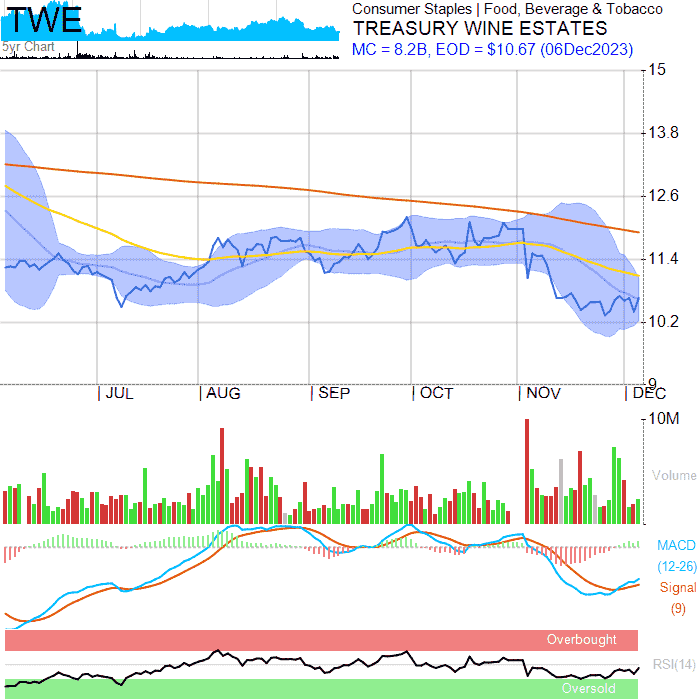 TWE
Consumer Staples | Food, Beverage & Tobacco
TREASURY WINE ESTATES
5yr Chart
MC = 8.2B, EOD = $10.67 (06Dec2023)
15
13.8
12.6
11.4
10.2
9
JUL AUG SEP OCT NOV DEC
10M
Volume
MACD
(12-26)
Signal
(9)
Overbought
RSI(14)
Oversold